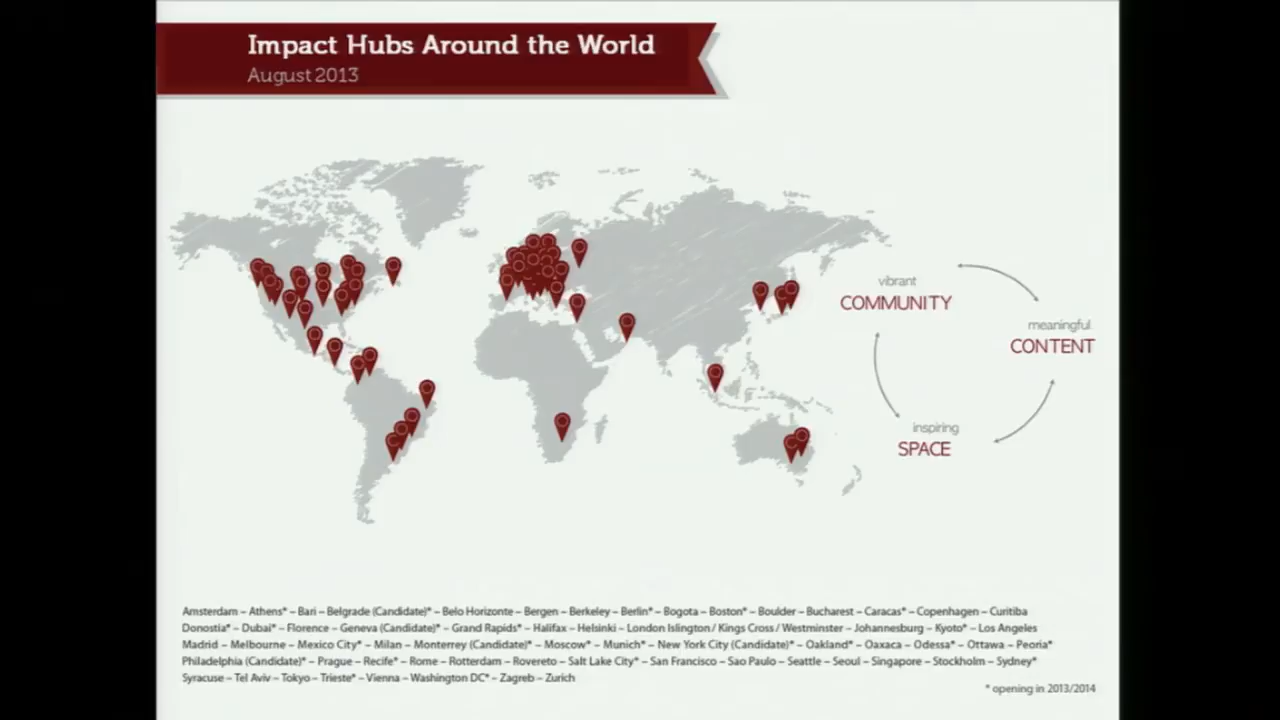 Impact Hubs Around the World
August 2013
vibrant
COMMUNITY
meaningful
CONTENT
inspiring
SPACE
Amsterdam – Athens* – Bari – Belgrade (Candidate)* – Belo Horizonte – Bergen – Berkeley – Berlin* – Bogota – Boston* – Boulder – Bucharest – Caracas* – Copenhagen – Curitiba
Donostia* – Dubai* – Florence – Geneva (Candidate)* – Grand Rapids* – Halifax – Helsinki – London Islington / Kings Cross / Westminster – Johannesburg – Kyoto* – Los Angeles
Madrid – Melbourne – Mexico City* – Milan – Monterrey (Candidate)* – Moscow* – Munich* – New York City (Candidate)* – Oakland* – Oaxaca – Odessa* – Ottawa – Peoria*
Philadelphia (Candidate)* – Prague – Recife* – Rome – Rotterdam – Rovereto – Salt Lake City* – San Francisco – Sao Paulo – Seattle – Seoul – Singapore – Stockholm – Sydney*
Syracuse – Tel Aviv – Tokyo – Trieste* – Vienna – Washington DC* – Zagreb – Zurich
* opening in 2013/2014